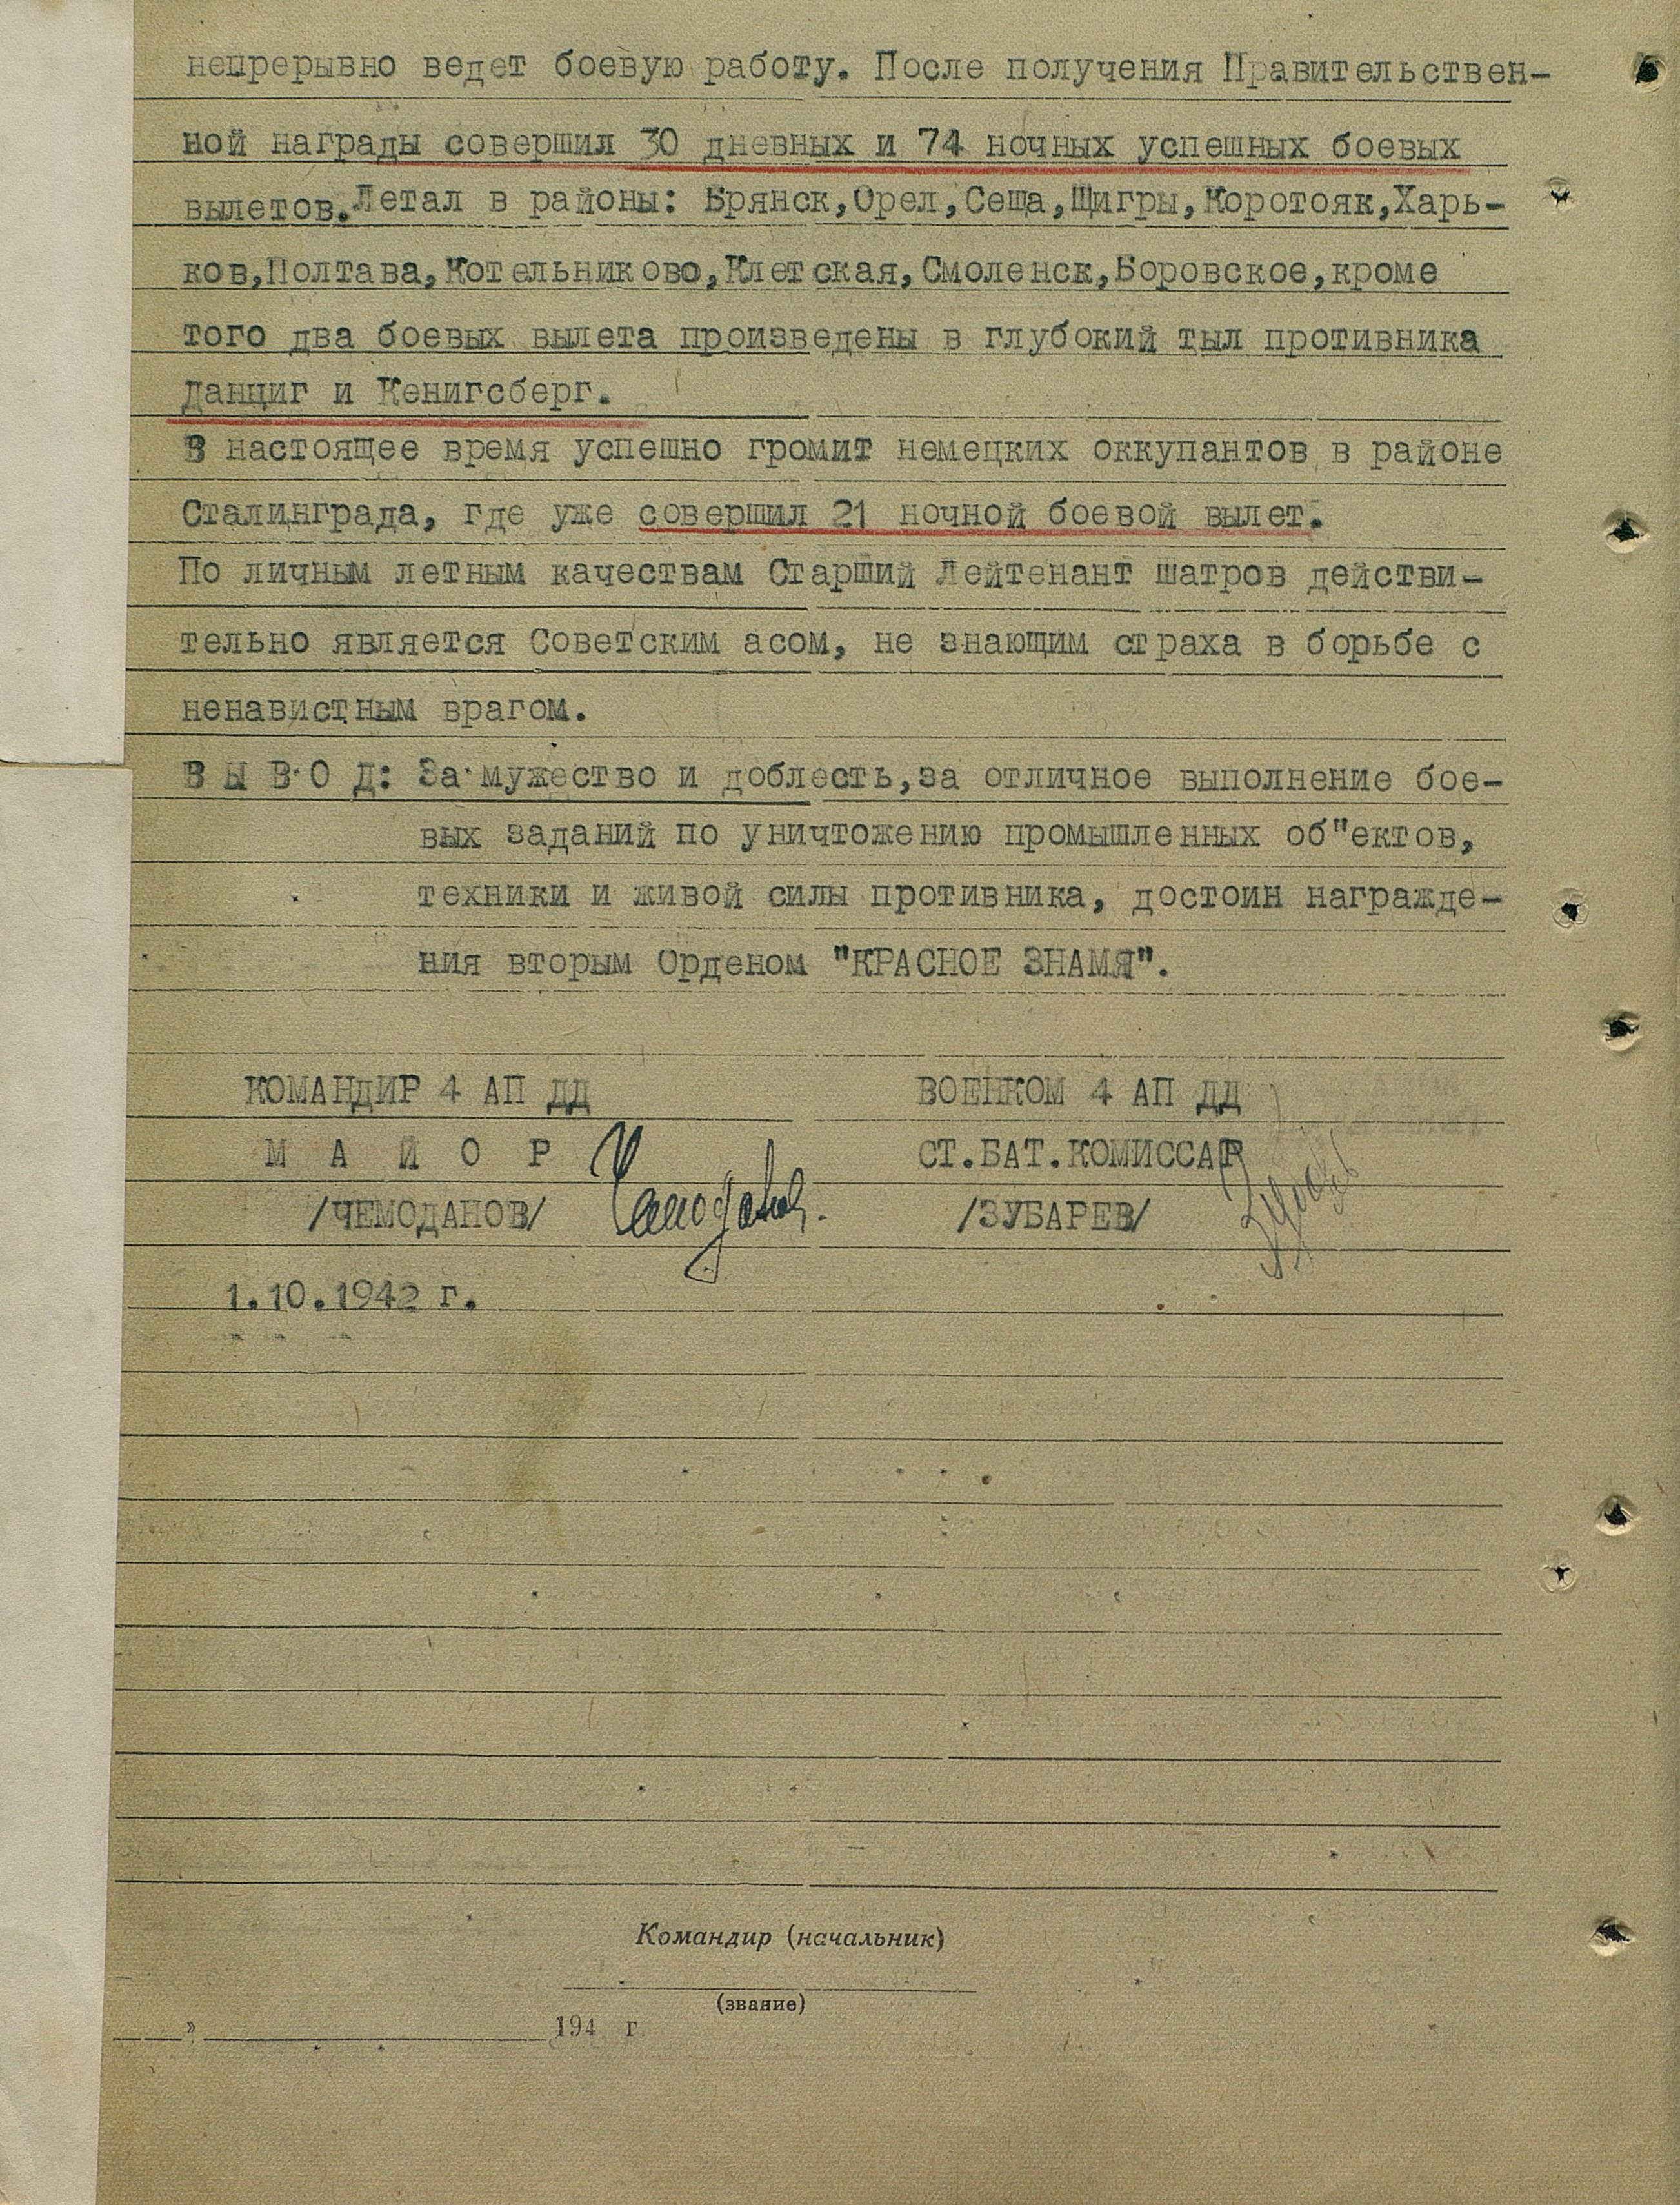 непрерывно ведет боевую работу. После получения Правительствен-
ной награды совершил 30 дневных и 74 ночных успешных боевых
вылетов.Летал в районы: Брянск,Орел,Сеща,Щигры,Коротояк,Харь-
ков,Полтава,Котельниково,Клетская,Смоленск,Боровское,кроме
того два боевых вылета произведены в глубокий тыл противника
Данциг и Кенигсберг.
В настоящее время успешно громит немецких оккупантов в районе
Сталинграда, где уже совершил 21 ночной боевой вылет.
По личным летным качествам Старший Лейтенант Шатров действи-
тельно является Советским асом, не знающим страха в борьбе с
ненавистным врагом.
В Ы В О Д: За мужество и доблесть,за отличное выполнение бое-
вых заданий по уничтожению промышленных об"ектов,
техники и живой силы противника, достоин награжде-
ния вторым Орденом "КРАСНОЕ ЗНАМЯ".
КОМАНДИР 4 АП ДД ВОЕНКОМ 4 АП ДД
М А Й О Р СТ.БАТ.КОМИССАР
/ЧЕМОДАНОВ/ Чемоданов. /ЗУБАРЕВ/ Зубарев
1.10.1942 г.
Командир (начальник)
(звание)
" 194 г.